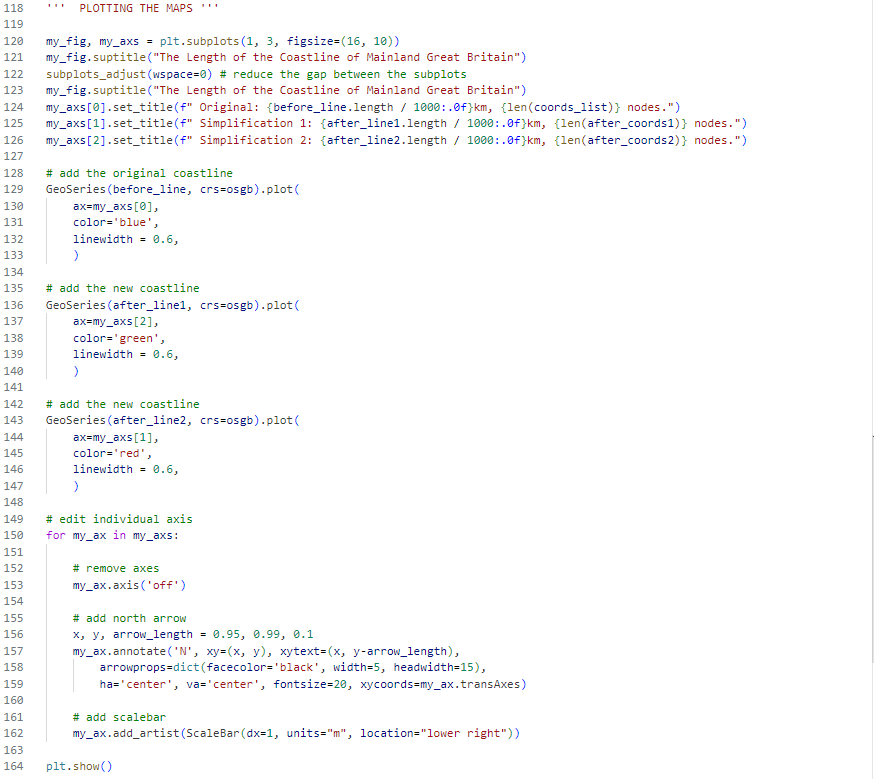 118 ''' PLOTTING THE MAPS '''
119
120 my_fig, my_axs = plt.subplots(1, 3, figsize=(16, 10))
121 my_fig.suptitle("The Length of the Coastline of Mainland Great Britain")
122 subplots_adjust(wspace=0) # reduce the gap between the subplots
123 my_fig.suptitle("The Length of the Coastline of Mainland Great Britain")
124 my_axs[0].set_title(f" Original: {before_line.length / 1000:.0f}km, {len(coords_list)} nodes.")
125 my_axs[1].set_title(f" Simplification 1: {after_line1.length / 1000:.0f}km, {len(after_coords1)} nodes.")
126 my_axs[2].set_title(f" Simplification 2: {after_line2.length / 1000:.0f}km, {len(after_coords2)} nodes.")
127
128 # add the original coastline
129 GeoSeries(before_line, crs=osgb).plot(
130     ax=my_axs[0],
131     color='blue',
132     linewidth = 0.6,
133     )
134
135 # add the new coastline
136 GeoSeries(after_line1, crs=osgb).plot(
137     ax=my_axs[2],
138     color='green',
139     linewidth = 0.6,
140     )
141
142 # add the new coastline
143 GeoSeries(after_line2, crs=osgb).plot(
144     ax=my_axs[1],
145     color='red',
146     linewidth = 0.6,
147     )
148
149 # edit individual axis
150 for my_ax in my_axs:
151
152     # remove axes
153     my_ax.axis('off')
154
155     # add north arrow
156     x, y, arrow_length = 0.95, 0.99, 0.1
157     my_ax.annotate('N', xy=(x, y), xytext=(x, y-arrow_length),
158         arrowprops=dict(facecolor='black', width=5, headwidth=15),
159         ha='center', va='center', fontsize=20, xycoords=my_ax.transAxes)
160
161     # add scalebar
162     my_ax.add_artist(ScaleBar(dx=1, units="m", location="lower right"))
163
164 plt.show()